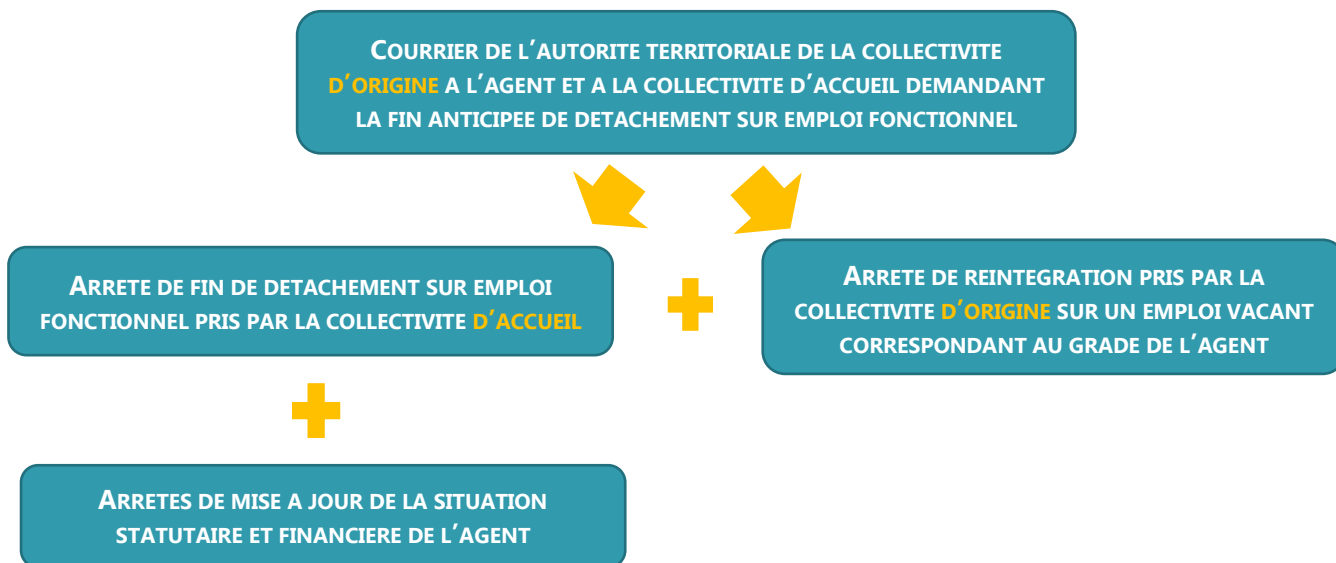 COURRIER DE L'AUTORITE TERRITORIALE DE LA COLLECTIVITE
D'ORIGINE A L'AGENT ET A LA COLLECTIVITE D'ACCUEIL DEMANDANT
LA FIN ANTICIPEE DE DETACHEMENT SUR EMPLOI FONCTIONNEL
ARRETE DE FIN DE DETACHEMENT SUR EMPLOI
FONCTIONNEL PRIS PAR LA COLLECTIVITE D'ACCUEIL
ARRETE DE REINTEGRATION PRIS PAR LA
COLLECTIVITE D'ORIGINE SUR UN EMPLOI VACANT
CORRESPONDANT AU GRADE DE L'AGENT
ARRETES DE MISE A JOUR DE LA SITUATION
STATUTAIRE ET FINANCIERE DE L'AGENT